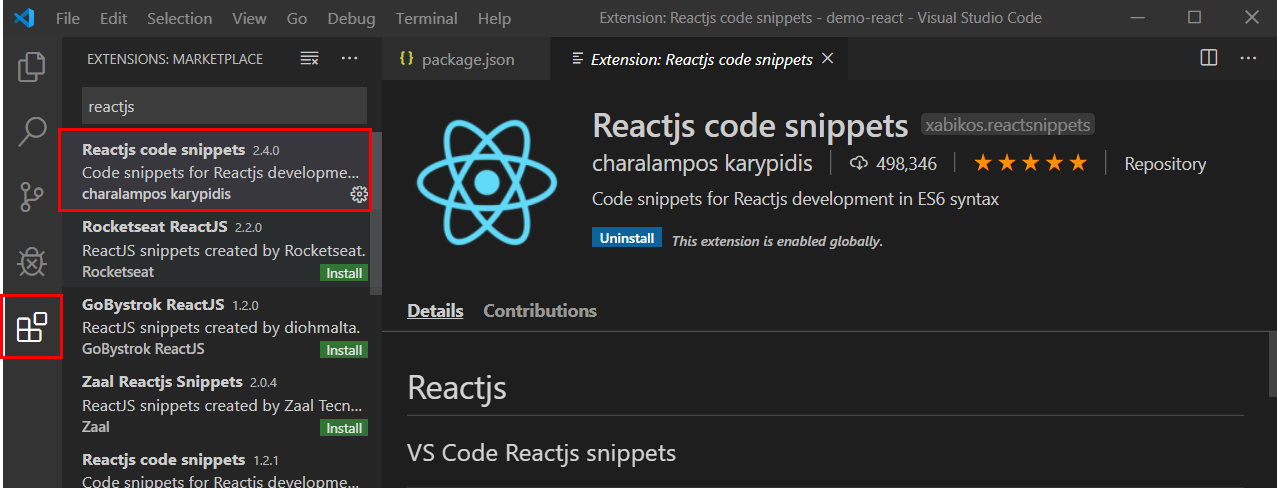 File Edit Selection View Go Debug Terminal Help Extension: Reactjs code snippets - demo-react - Visual Studio Code
EXTENSIONS: MARKETPLACE
reactjs
Reactjs code snippets 2.4.0
Code snippets for Reactjs developme...
charalampos karypidis
Rocketseat ReactJS 2.2.0
ReactJS snippets created by Rocketseat.
Rocketseat Install
GoBystrok ReactJS 1.2.0
ReactJS snippets created by diohmalta.
GoBystrok ReactJS Install
Zaal Reactjs Snippets 2.0.4
ReactJS snippets created by Zaal Tecn...
Zaal Install
Reactjs code snippets 1.2.1
Code snippets for Reactjs developme...
{} package.json Extension: Reactjs code snippets
Reactjs code snippets xabikos.reactsnippets
charalampos karypidis 498,346 ★★★★★ Repository
Code snippets for Reactjs development in ES6 syntax
Uninstall This extension is enabled globally.
Details Contributions
Reactjs
VS Code Reactjs snippets